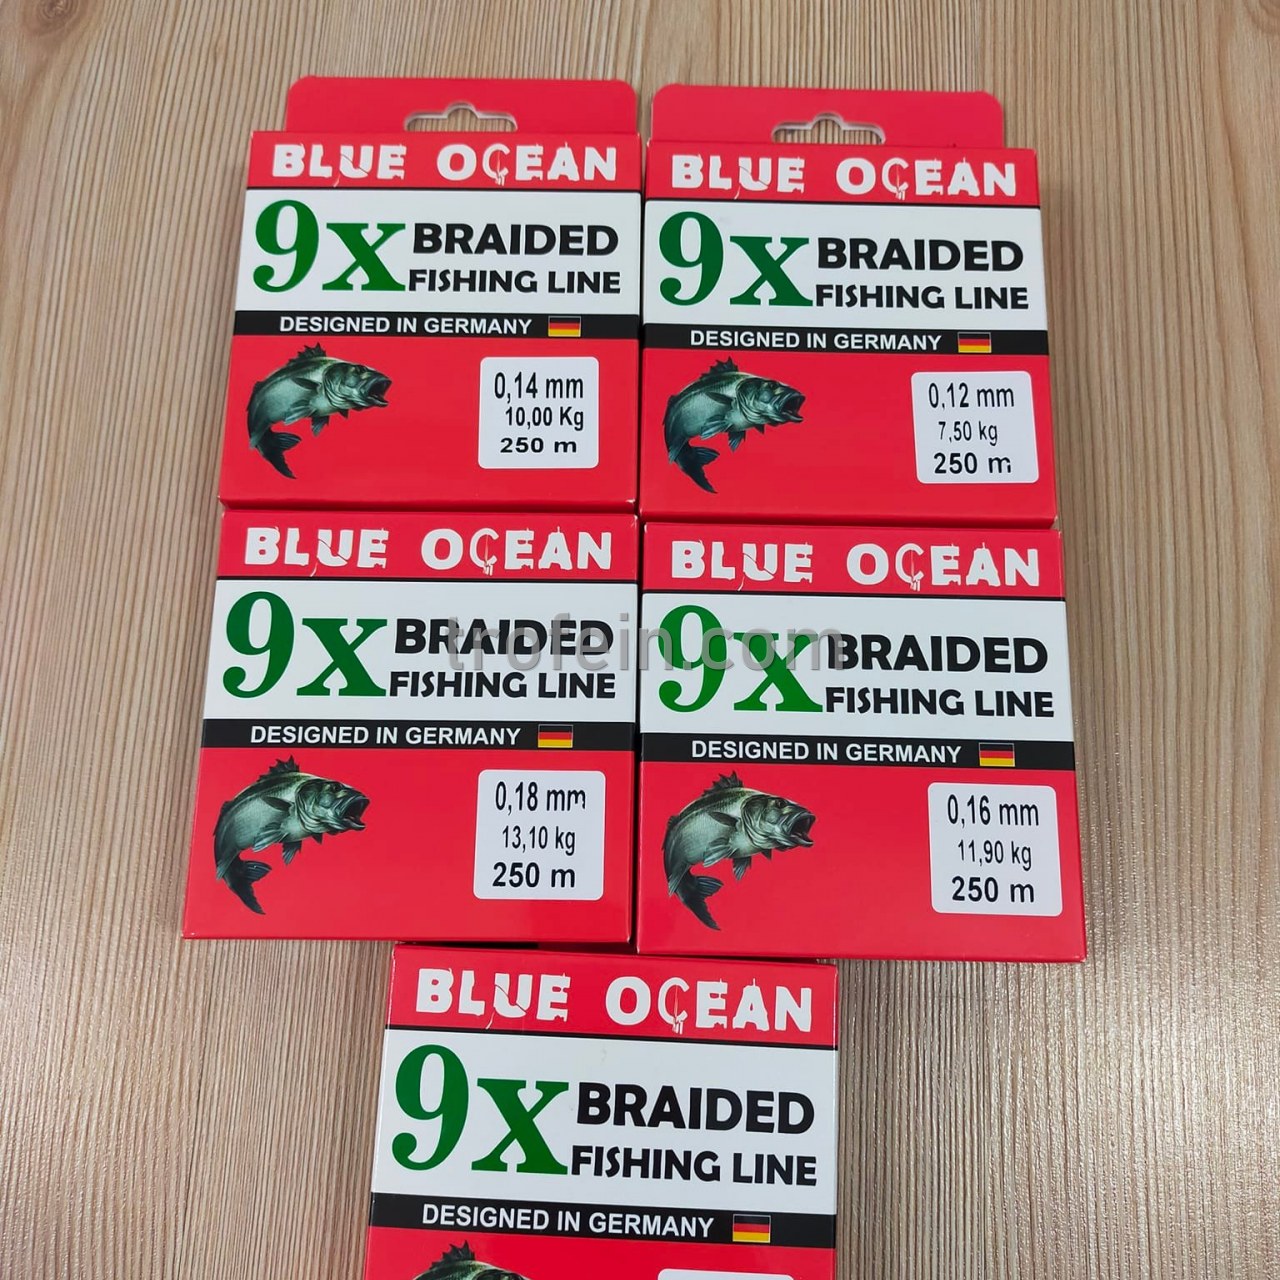 BLUE OCEAN
9x BRAIDED
FISHING LINE
DESIGNED IN GERMANY
0,14 mm
10,00 Kg
250 m
BLUE OCEAN
9x BRAIDED
FISHING LINE
DESIGNED IN GERMANY
0,12 mm
7,50 kg
250 m
BLUE OCEAN
9x BRAIDED
FISHING LINE
DESIGNED IN GERMANY
0,18 mm
13,10 kg
250 m
BLUE OCEAN
9x BRAIDED
FISHING LINE
DESIGNED IN GERMANY
0,16 mm
11,90 kg
250 m
trofein.com
BLUE OCEAN
9x BRAIDED
FISHING LINE
DESIGNED IN GERMANY